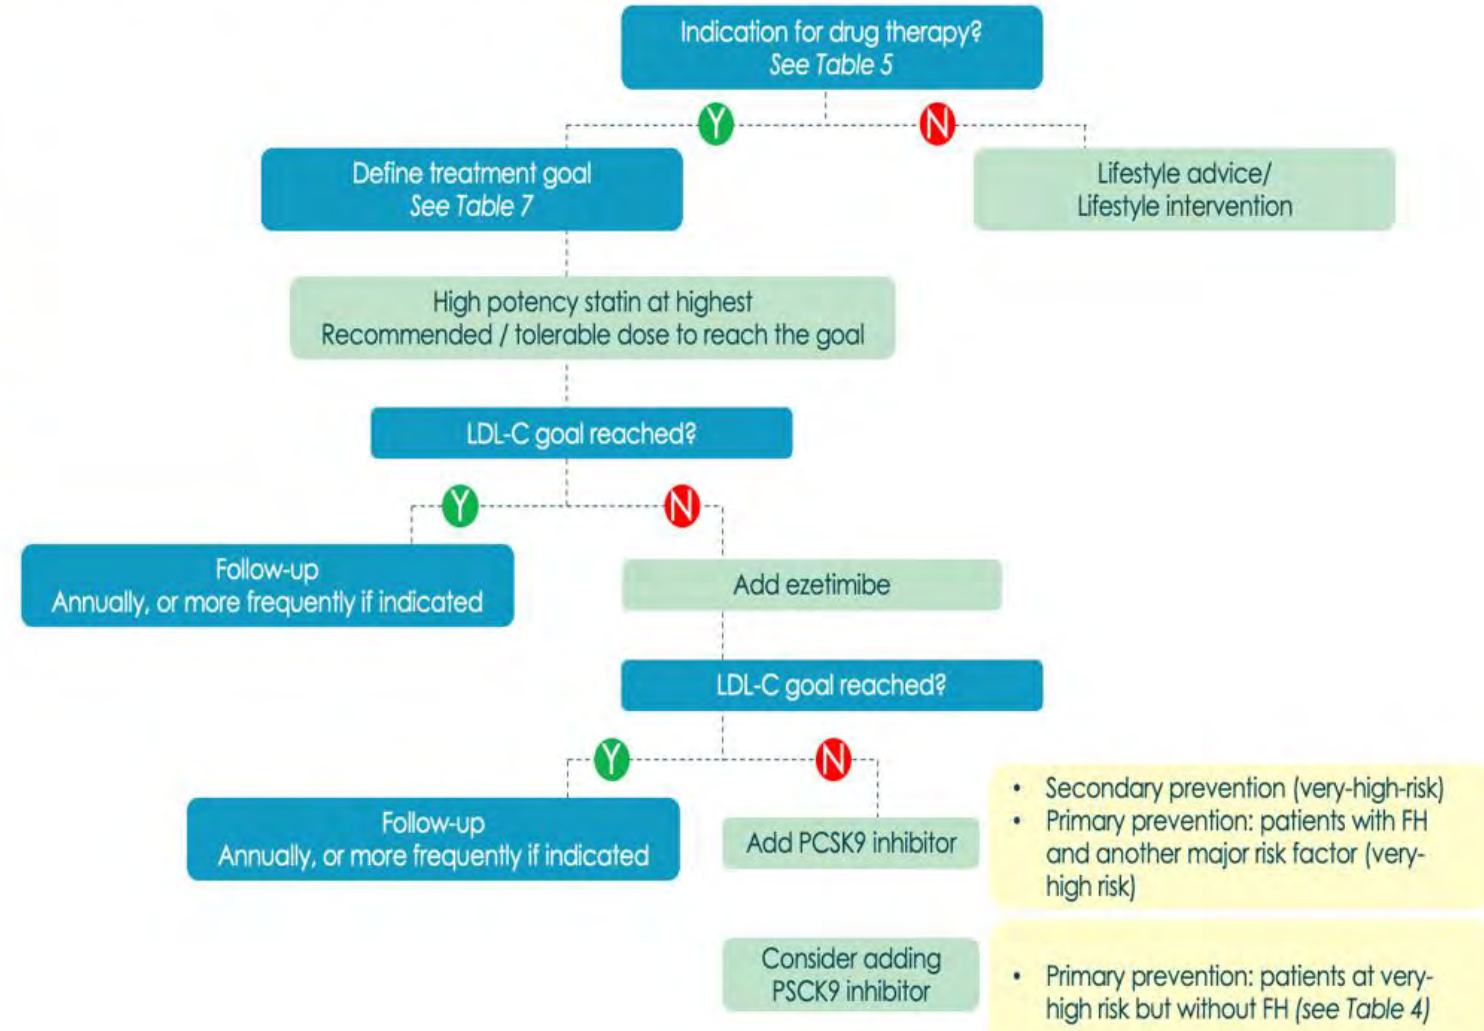 Indication for drug therapy?
See Table 5
Y
N
Define treatment goal
See Table 7
Lifestyle advice/
Lifestyle intervention
High potency statin at highest
Recommended / tolerable dose to reach the goal
LDL-C goal reached?
Y
N
Follow-up
Annually, or more frequently if indicated
Add ezetimibe
LDL-C goal reached?
Y
N
Follow-up
Annually, or more frequently if indicated
Add PCSK9 inhibitor
• Secondary prevention (very-high-risk)
• Primary prevention: patients with FH
and another major risk factor (very-
high risk)
Consider adding
PSCK9 inhibitor
• Primary prevention: patients at very-
high risk but without FH (see Table 4)